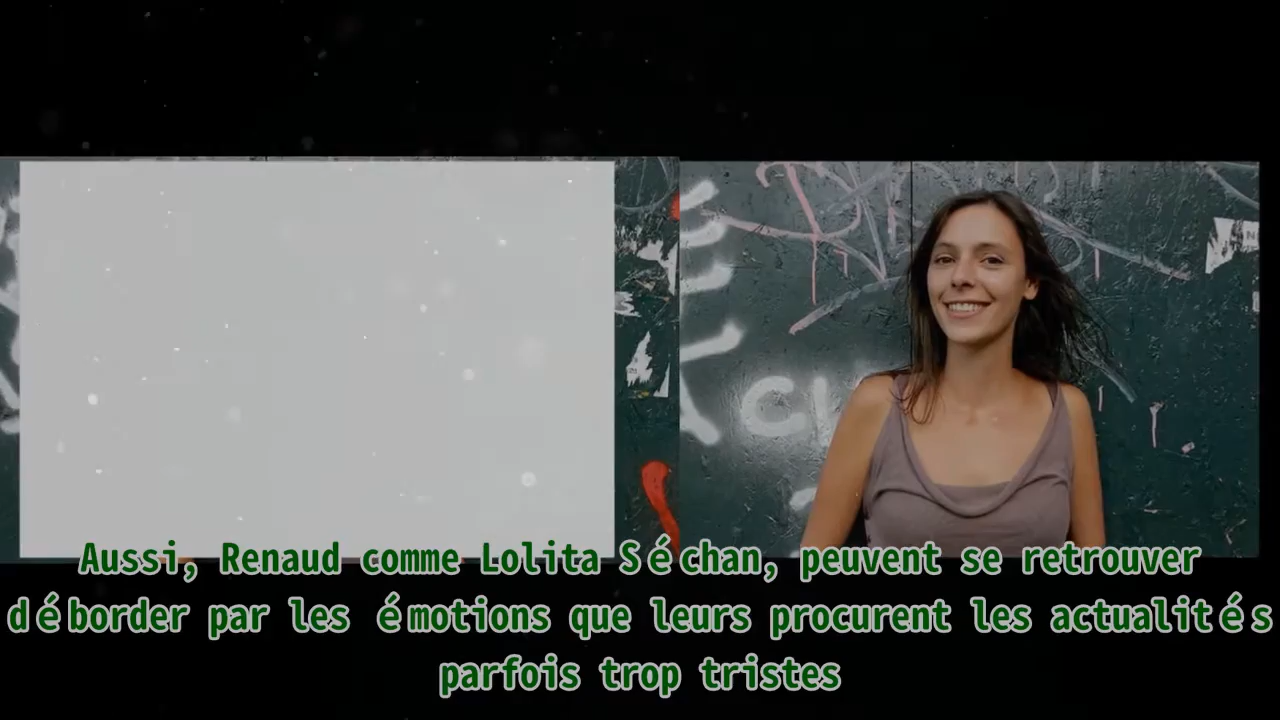 Aussi, Renaud comme Lolita Séchan, peuvent se retrouver
déborder par les émotions que leurs procurent les actualités
parfois trop tristes